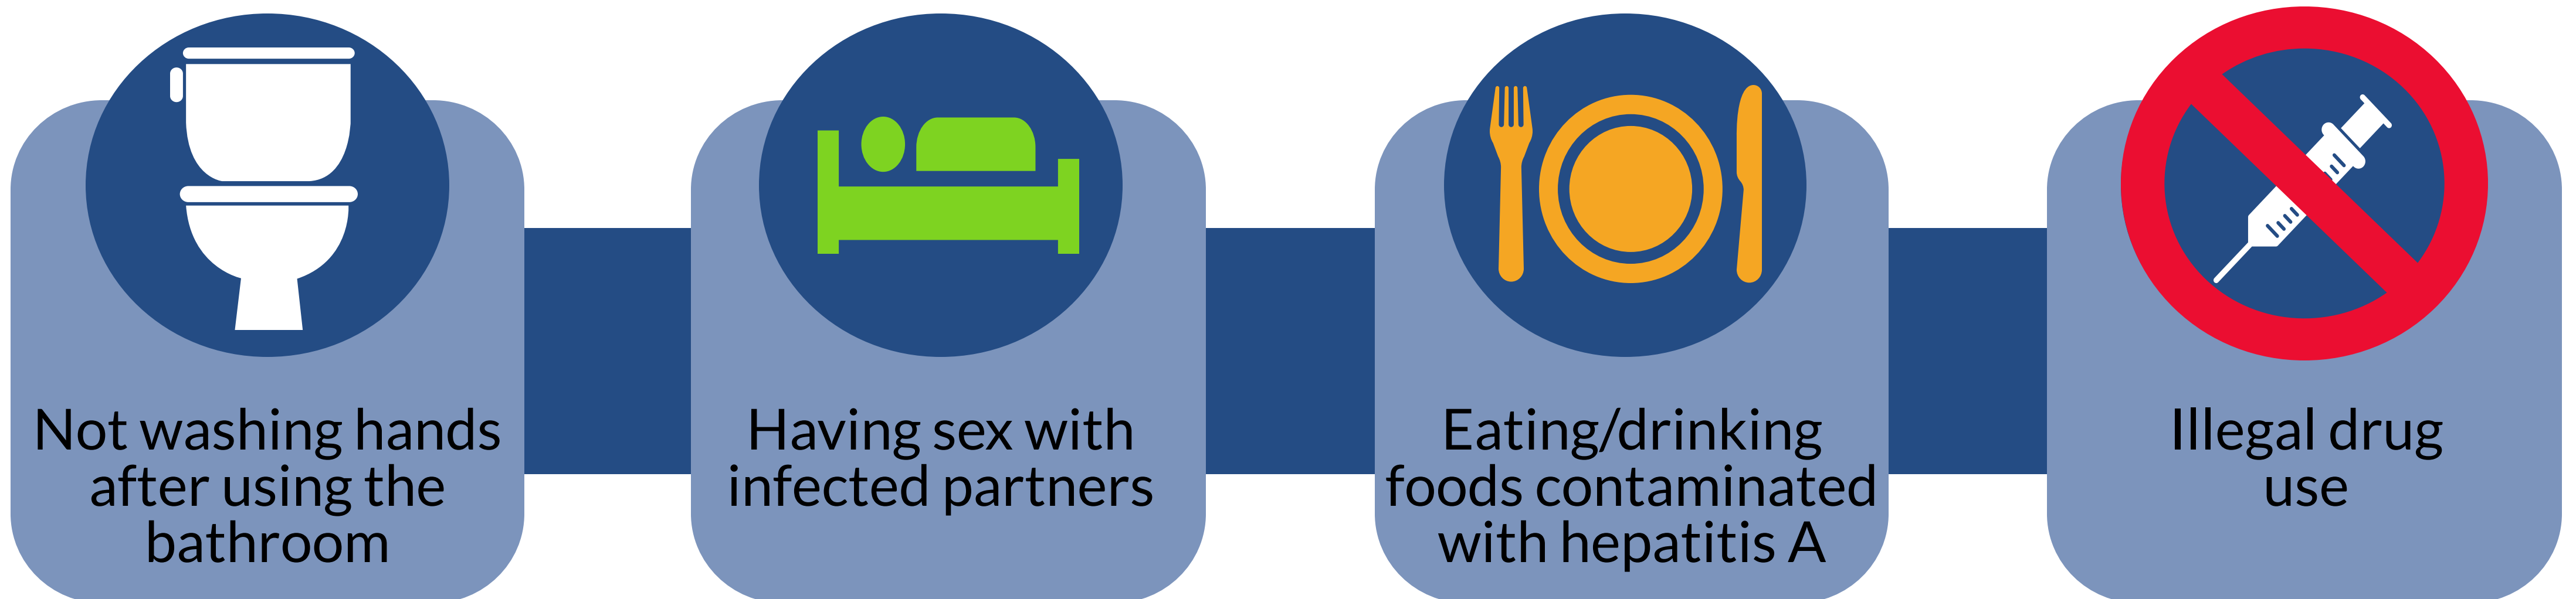 Not washing hands
after using the
bathroom
Having sex with
infected partners
Eating/drinking
foods contaminated
with hepatitis A
Illegal drug
use